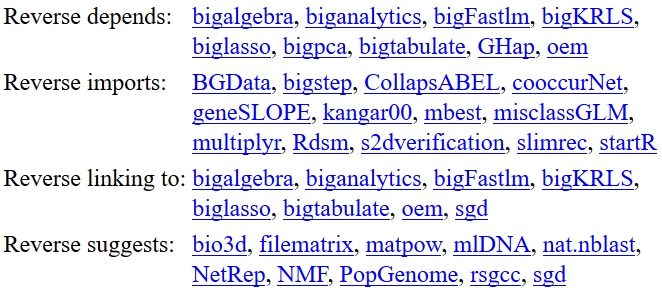 Reverse depends: bigalgebra, biganalytics, bigFastlm, bigKRLS,
biglasso, bigpca, bigtabulate, GHap, oem
Reverse imports: BGData, bigstep, CollapsABEL, cooccurNet,
geneSLOPE, kangar00, mbest, misclassGLM,
multiplyr, Rdsm, s2dverification, slimrec, startR
Reverse linking to: bigalgebra, biganalytics, bigFastlm, bigKRLS,
biglasso, bigtabulate, oem, sgd
Reverse suggests: bio3d, filematrix, matpow, mlDNA, nat.nblast,
NetRep, NMF, PopGenome, rsgcc, sgd